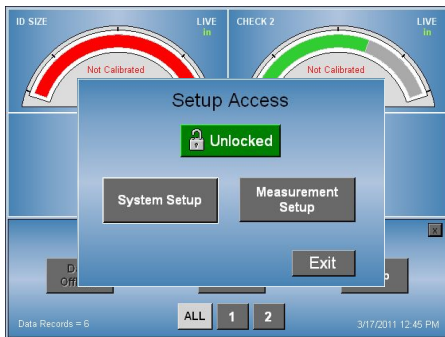 ID SIZE
LIVE
in
CHECK 2
LIVE
in
Not Calibrated
Not Calibrated
Setup Access
Unlocked
System Setup
Measurement
Setup
x
Exit
ALL
1
2
Data Records = 6
3/17/2011 12:45 PM